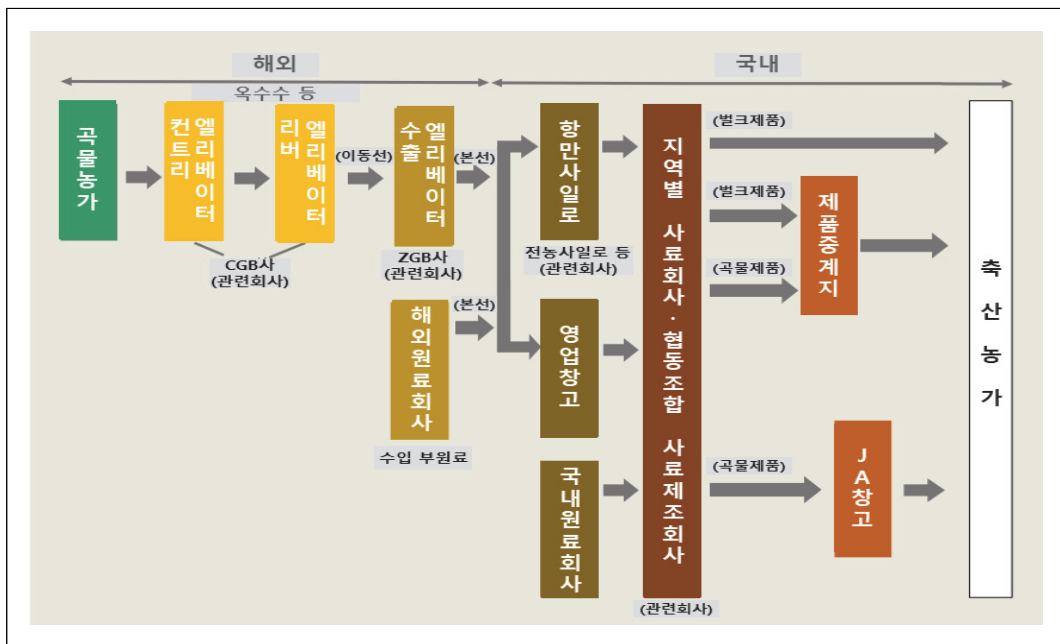 해외
국내
옥수수 등
곡물농가
컨트리 엘리베이터
리버 엘리베이터
(이동선)
수출 엘리베이터
(본선)
CGB사
(관련회사)
ZGB사
(관련회사)
해외원료회사
(본선)
수입 부원료
항만사일로
전농사일로 등
(관련회사)
영업창고
국내원료회사
지역별 사료회사·협동조합 사료제조회사
(관련회사)
(벌크제품)
(벌크제품)
(곡물제품)
제품중계지
(곡물제품)
JA창고
축산농가